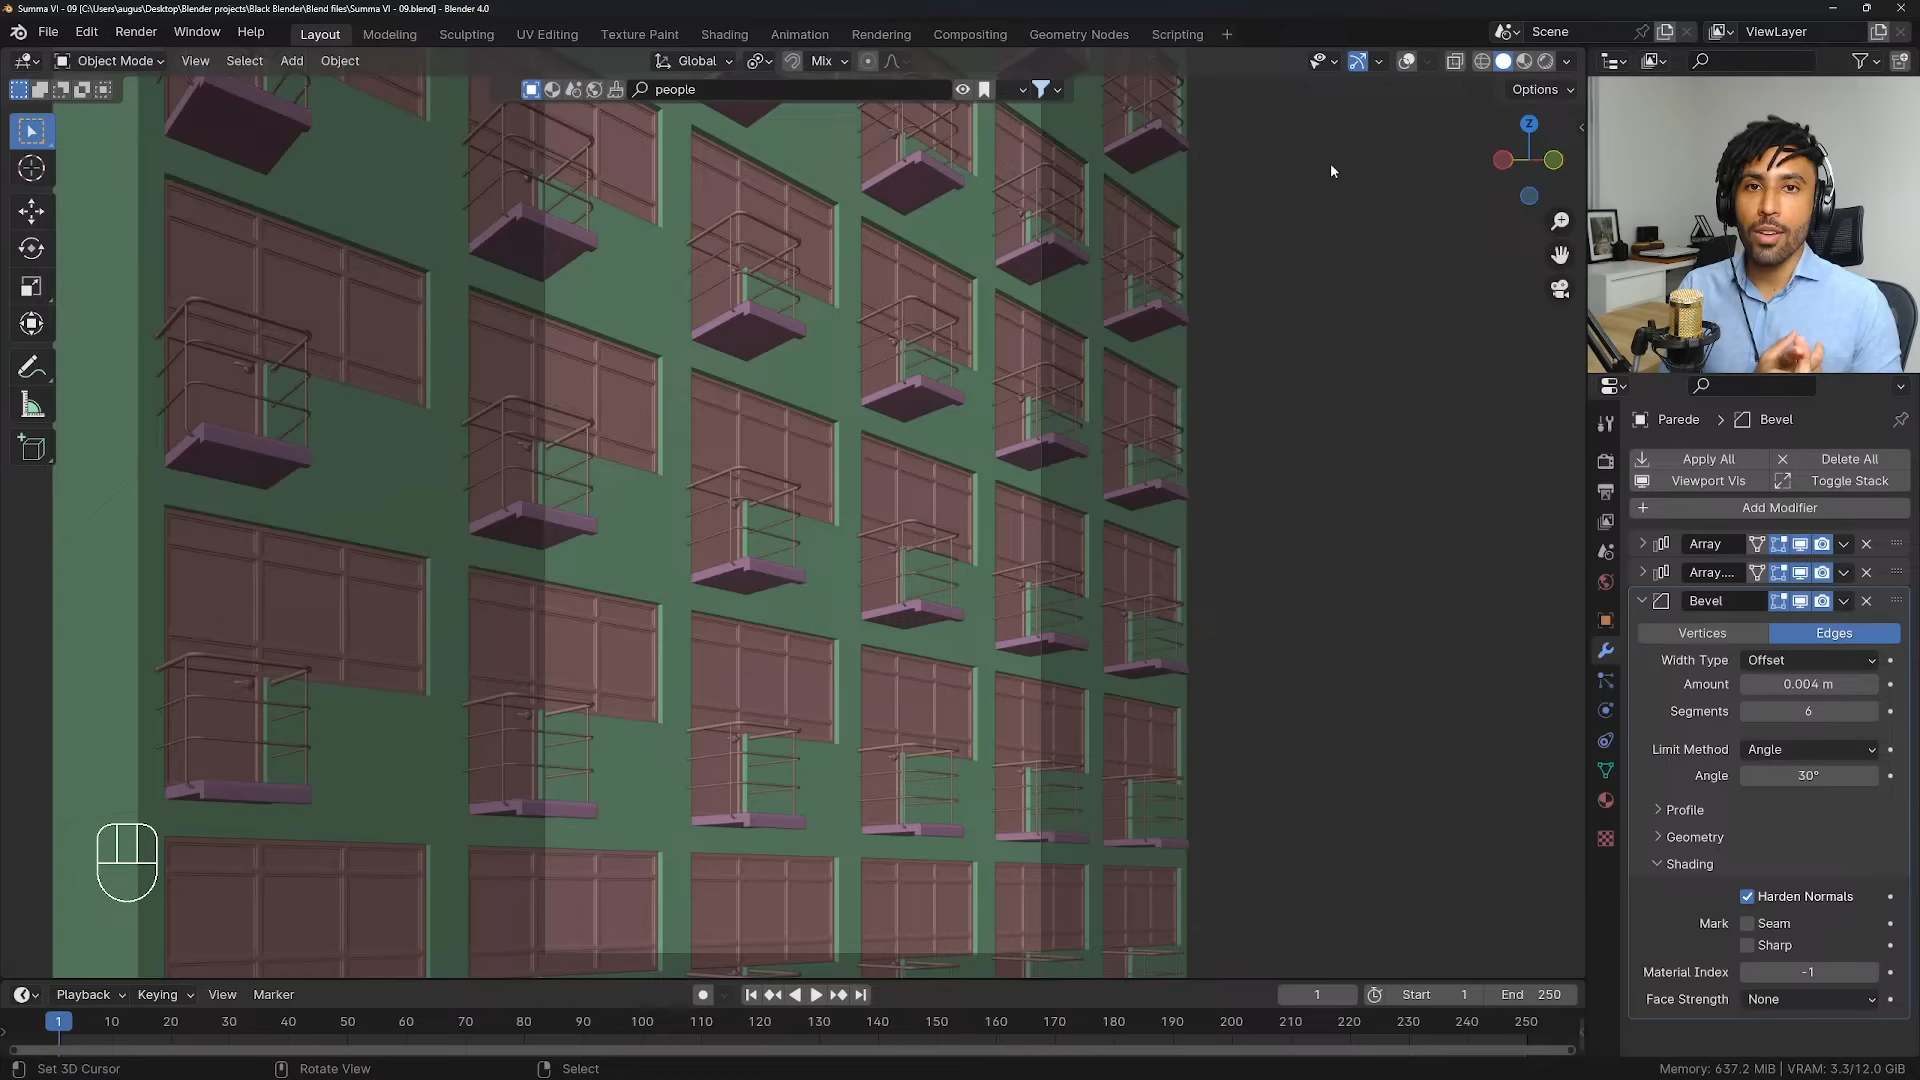 Summa VI - 09 [C:\Users\augus\Desktop\Blender projects\Black Blender\Blend files\Summa VI - 09.blend] - Blender 4.0
File Edit Render Window Help Layout Modeling Sculpting UV Editing Texture Paint Shading Animation Rendering Compositing Geometry Nodes Scripting + Scene ViewLayer
Object Mode View Select Add Object Global Mix
people Options
Z
Parede > Bevel
Apply All Delete All
Viewport Vis Toggle Stack
Add Modifier
Array
Array....
Bevel
Vertices Edges
Width Type Offset
Amount 0.004 m
Segments 6
Limit Method Angle
Angle 30°
Profile
Geometry
Shading
Harden Normals
Mark Seam
Sharp
Material Index -1
Face Strength None
Playback Keying View Marker 1 Start 1 End 250
1 10 20 30 40 50 60 70 80 90 100 110 120 130 140 150 160 170 180 190 200 210 220 230 240 250
Set 3D Cursor Rotate View Select Memory: 637.2 MiB | VRAM: 3.3/12.0 GiB